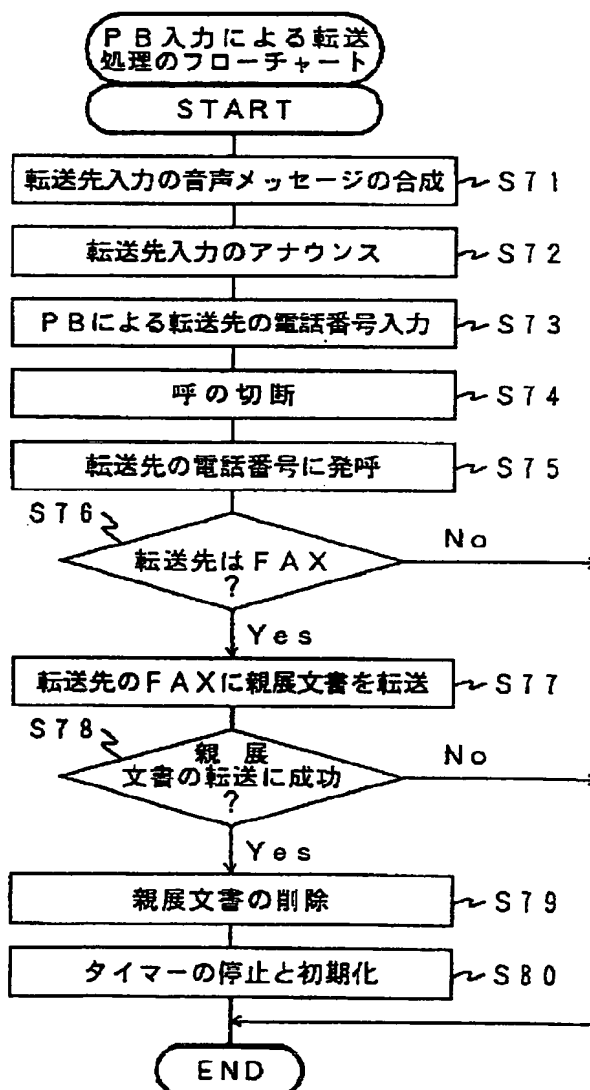 PB入力による転送
処理のフローチャート
START
転送先入力の音声メッセージの合成 S71
転送先入力のアナウンス S72
PBによる転送先の電話番号入力 S73
呼の切断 S74
転送先の電話番号に発呼 S75
S76
転送先はFAX
?
No
Yes
転送先のFAXに親展文書を転送 S77
S78
親展
文書の転送に成功
?
No
Yes
親展文書の削除 S79
タイマーの停止と初期化 S80
END